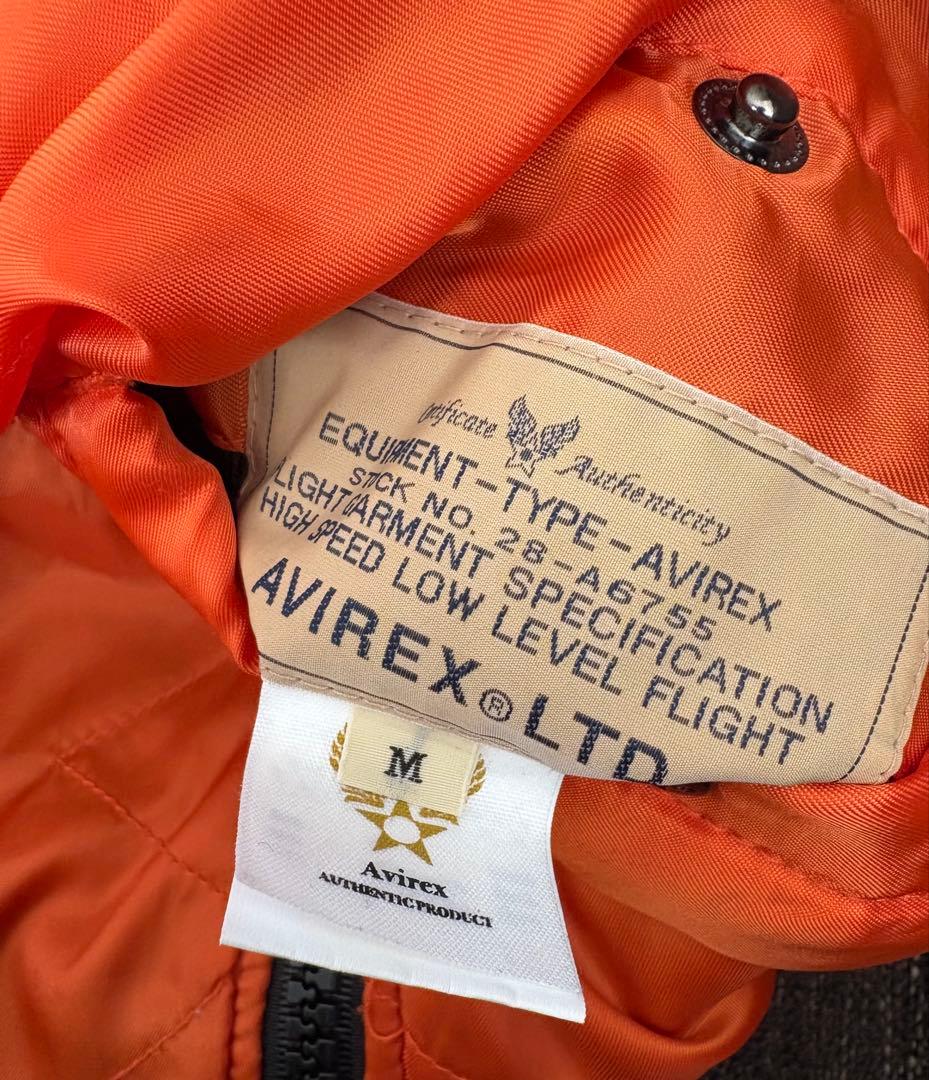 Certificate Authenticity
EQUIPMENT-TYPE-AVIREX
STOCK NO. 28-A6755
FLIGHT GARMENT SPECIFICATION
HIGH SPEED LOW LEVEL FLIGHT
AVIREX® LTD
M
Avirex
AUTHENTIC PRODUCT